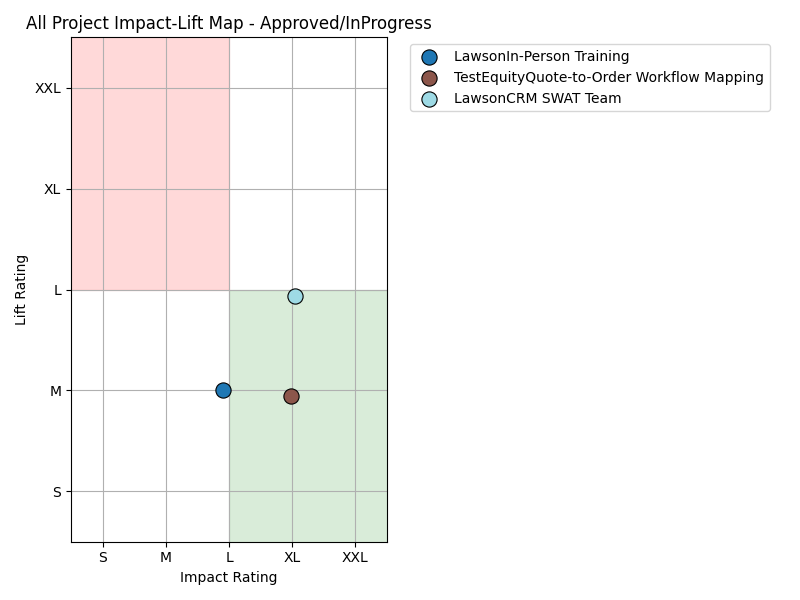 All Project Impact-Lift Map - Approved/InProgress
LawsonIn-Person Training
TestEquityQuote-to-Order Workflow Mapping
LawsonCRM SWAT Team
Lift Rating
XXL
XL
L
M
S
S M L XL XXL
Impact Rating